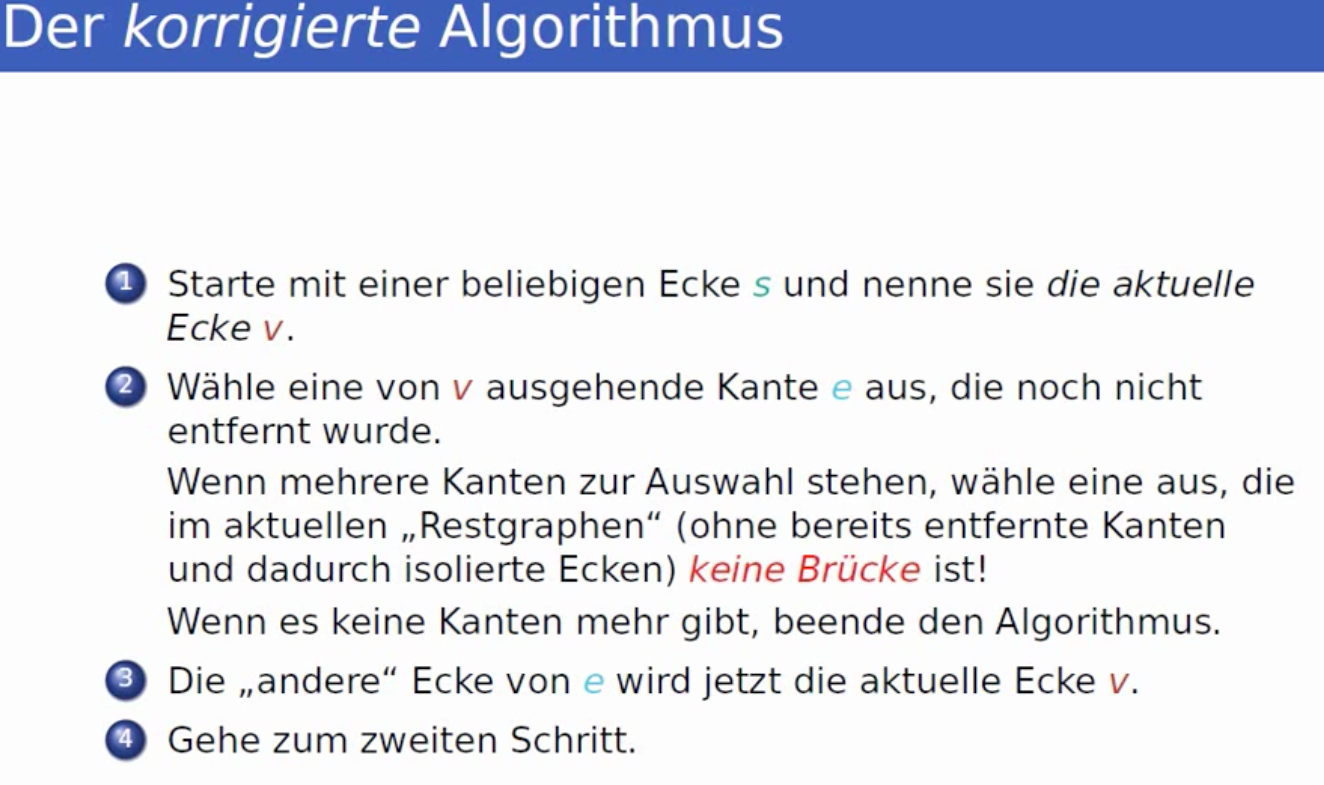 Der korrigierte Algorithmus
1 Starte mit einer beliebigen Ecke s und nenne sie die aktuelle
Ecke v.
2 Wähle eine von v ausgehende Kante e aus, die noch nicht
entfernt wurde.
Wenn mehrere Kanten zur Auswahl stehen, wähle eine aus, die
im aktuellen „Restgraphen“ (ohne bereits entfernte Kanten
und dadurch isolierte Ecken) keine Brücke ist!
Wenn es keine Kanten mehr gibt, beende den Algorithmus.
3 Die „andere“ Ecke von e wird jetzt die aktuelle Ecke v.
4 Gehe zum zweiten Schritt.